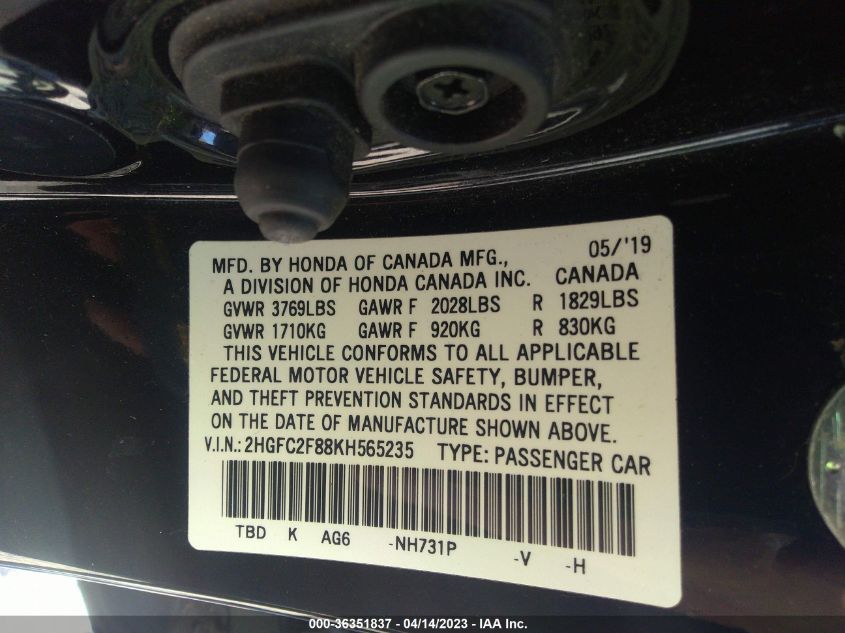 05/'19
MFD. BY HONDA OF CANADA MFG.,
A DIVISION OF HONDA CANADA INC. CANADA
GVWR 3769LBS GAWR F 2028LBS R 1829LBS
GVWR 1710KG GAWR F 920KG R 830KG
THIS VEHICLE CONFORMS TO ALL APPLICABLE
FEDERAL MOTOR VEHICLE SAFETY, BUMPER,
AND THEFT PREVENTION STANDARDS IN EFFECT
ON THE DATE OF MANUFACTURE SHOWN ABOVE.
V.I.N.: 2HGFC2F88KH565235 TYPE: PASSENGER CAR
TBD K AG6 -NH731P -V -H
000-36351837 - 04/14/2023 - IAA Inc.